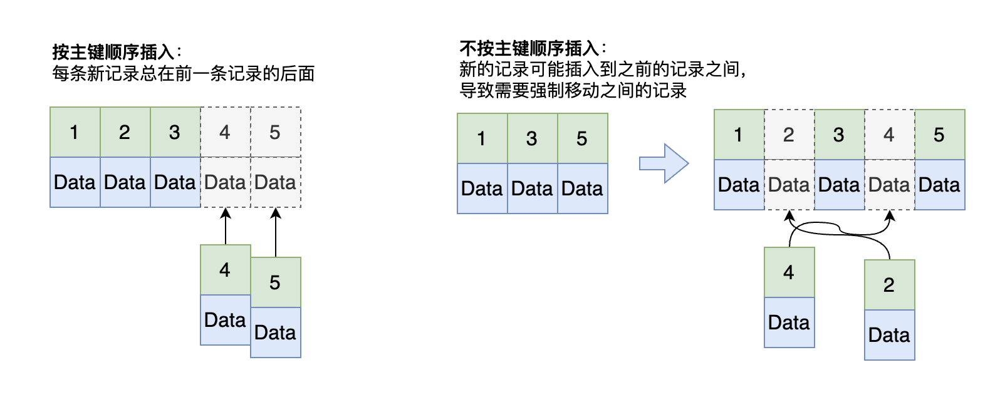 按主键顺序插入：
每条新记录总在前一条记录的后面
1 2 3 4 5
Data Data Data Data Data
4
5
Data
Data
不按主键顺序插入：
新的记录可能插入到之前的记录之间，
导致需要强制移动之间的记录
1 3 5
Data Data Data
1 2 3 4 5
Data Data Data Data Data
4
2
Data
Data